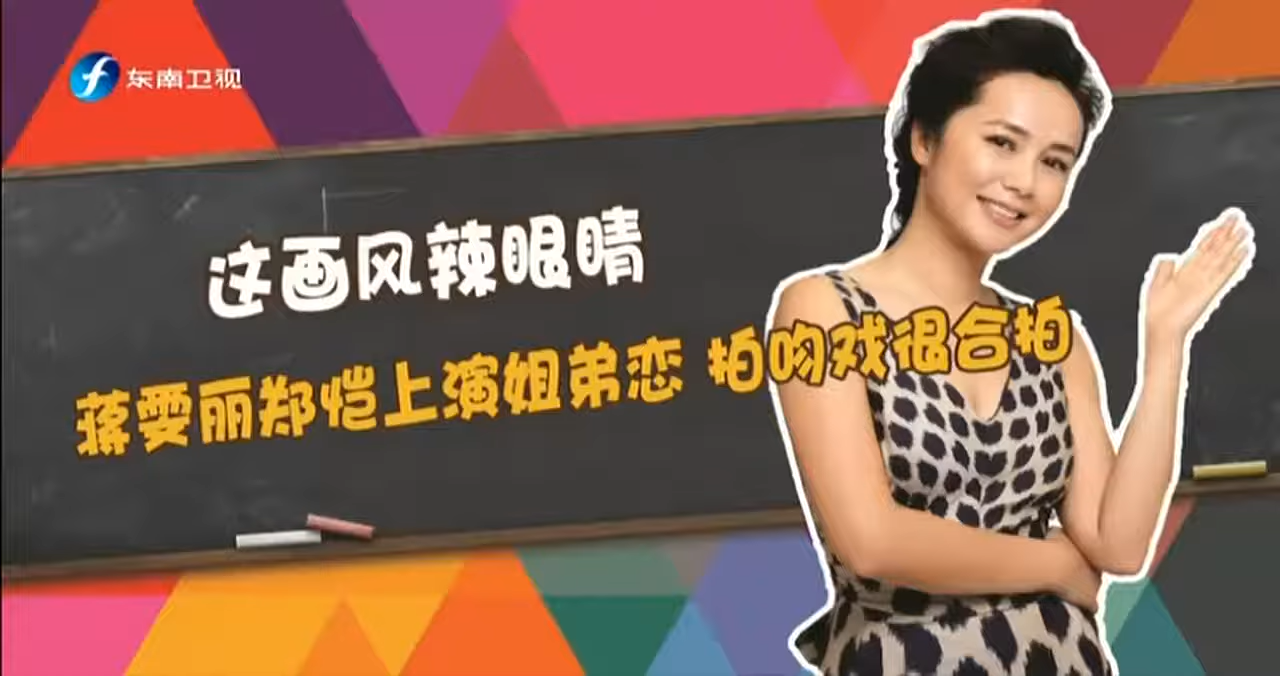 东南卫视
这画风辣眼睛
蒋雯丽郑恺上演姐弟恋 拍吻戏很合拍